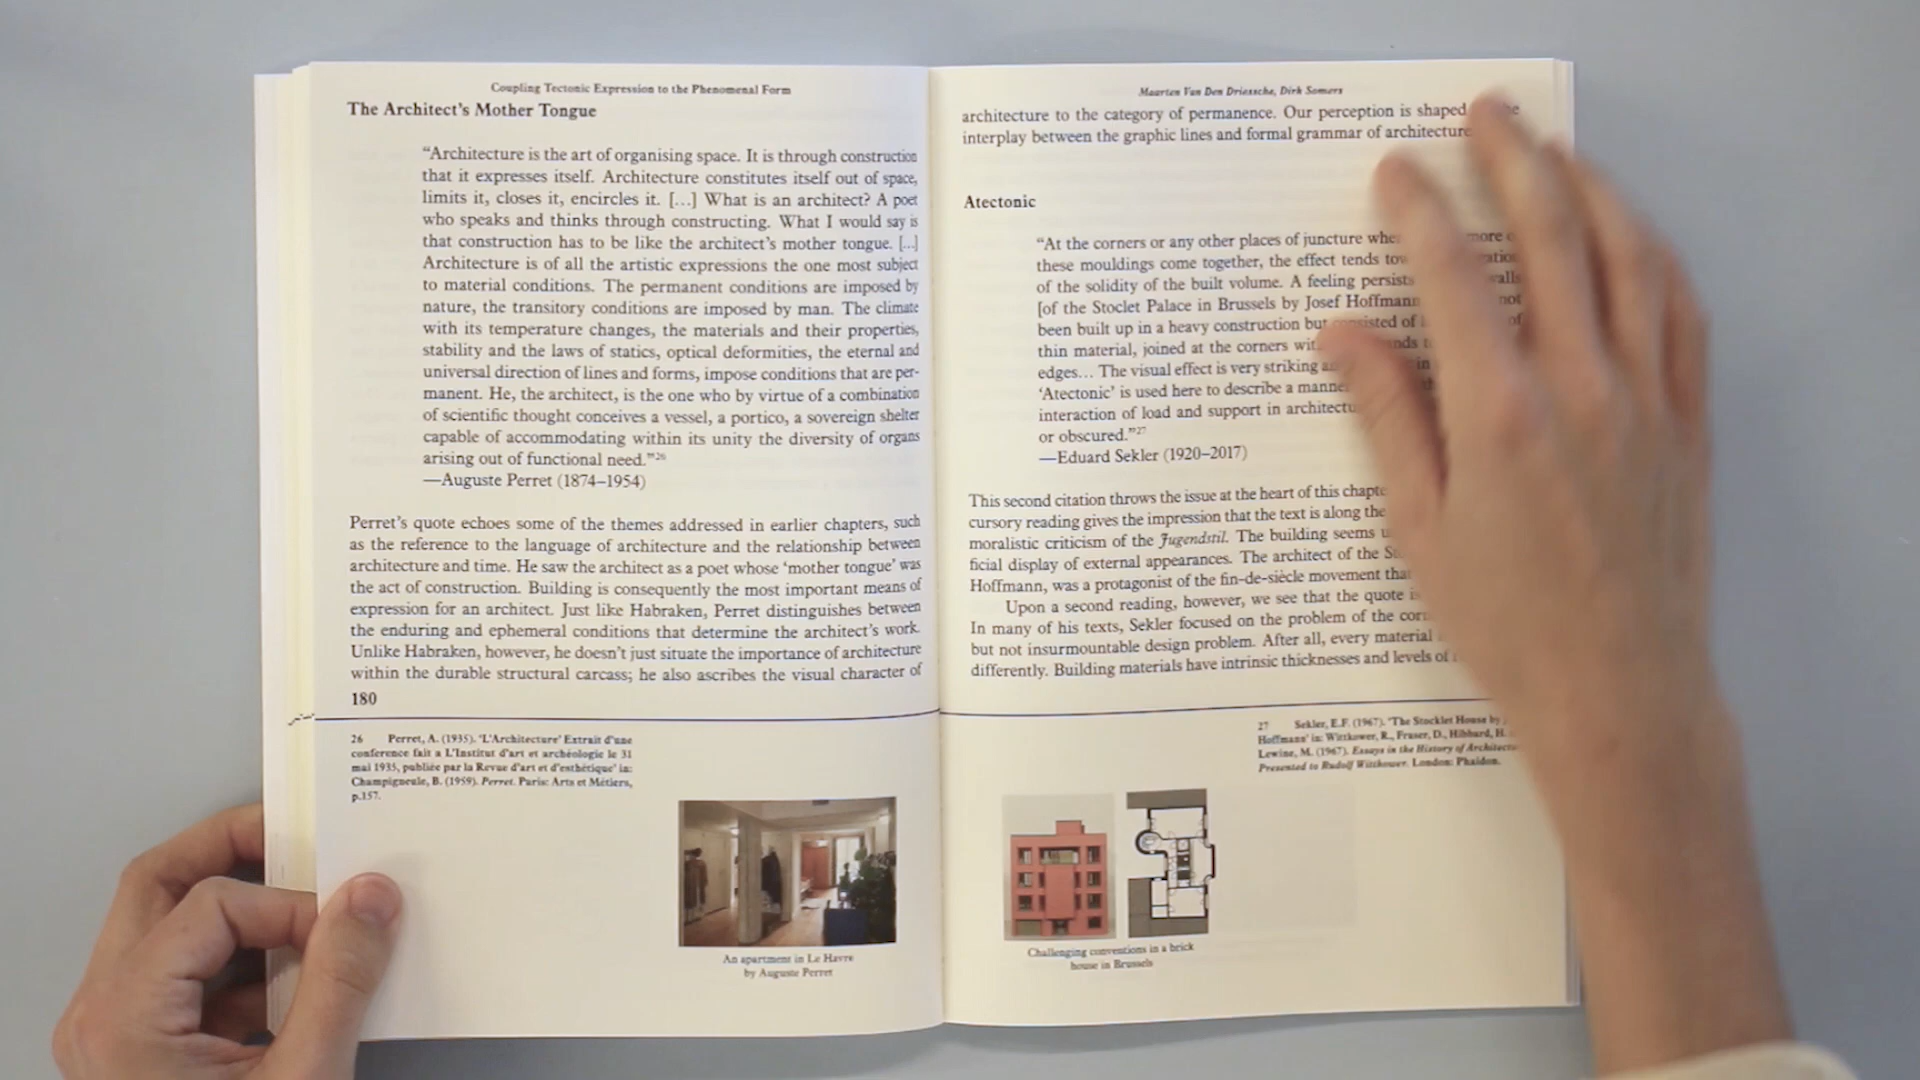 Coupling Tectonic Expression to the Phenomenal Form
The Architect's Mother Tongue
“Architecture is the art of organising space. It is through construction
that it expresses itself. Architecture constitutes itself out of space,
limits it, closes it, encircles it. [...] What is an architect? A poet
who speaks and thinks through constructing. What I would say is
that construction has to be like the architect's mother tongue. [...]
Architecture is of all the artistic expressions the one most subject
to material conditions. The permanent conditions are imposed by
nature, the transitory conditions are imposed by man. The climate
with its temperature changes, the materials and their properties,
stability and the laws of statics, optical deformities, the eternal and
universal direction of lines and forms, impose conditions that are per-
manent. He, the architect, is the one who by virtue of a combination
of scientific thought conceives a vessel, a portico, a sovereign shelter
capable of accommodating within its unity the diversity of organs
arising out of functional need.”26
—Auguste Perret (1874–1954)
Perret's quote echoes some of the themes addressed in earlier chapters, such
as the reference to the language of architecture and the relationship between
architecture and time. He saw the architect as a poet whose ‘mother tongue’ was
the act of construction. Building is consequently the most important means of
expression for an architect. Just like Habraken, Perret distinguishes between
the enduring and ephemeral conditions that determine the architect's work.
Unlike Habraken, however, he doesn't just situate the importance of architecture
within the durable structural carcass; he also ascribes the visual character of
180
26 Perret, A. (1935). ‘L'Architecture’ Extrait d'une
conference fait a L'Institut d'art et archéologie le 31
mai 1935, publiée par la Revue d'art et d'esthétique’ in:
Champigneule, B. (1959). Perret. Paris: Arts et Métiers,
p.157.
An apartment in Le Havre
by Auguste Perret
Maarten Van Den Driessche, Dirk Somers
architecture to the category of permanence. Our perception is shaped
interplay between the graphic lines and formal grammar of architecture
Atectonic
“At the corners or any other places of juncture more
these mouldings come together, the effect tends
of the solidity of the built volume. A feeling persists walls
[of the Stoclet Palace in Brussels by Josef Hoffmann not
been built up in a heavy construction but consisted of of
thin material, joined at the corners
edges... The visual effect is very striking in
‘Atectonic’ is used here to describe a
interaction of load and support in
or obscured.”27
—Eduard Sekler (1920–2017)
This second citation throws the issue at the heart of this
cursory reading gives the impression that the text is along the
moralistic criticism of the Jugendstil. The building seems
ficial display of external appearances. The architect of the
Hoffmann, was a protagonist of the fin-de-siècle movement
Upon a second reading, however, we see that the quote
In many of his texts, Sekler focused on the problem of the
but not insurmountable design problem. After all, every material
differently. Building materials have intrinsic thicknesses and levels of
27 Sekler, E.F. (1967). ‘The Stocklet House by
Hoffmann’ in: Wittkower, R., Fraser, D., Hibbard, H.
Lewine, M. (1967). Essays in the History of
Presented to Rudolf Wittkower. London: Phaidon.
Challenging conventions in a brick
house in Brussels